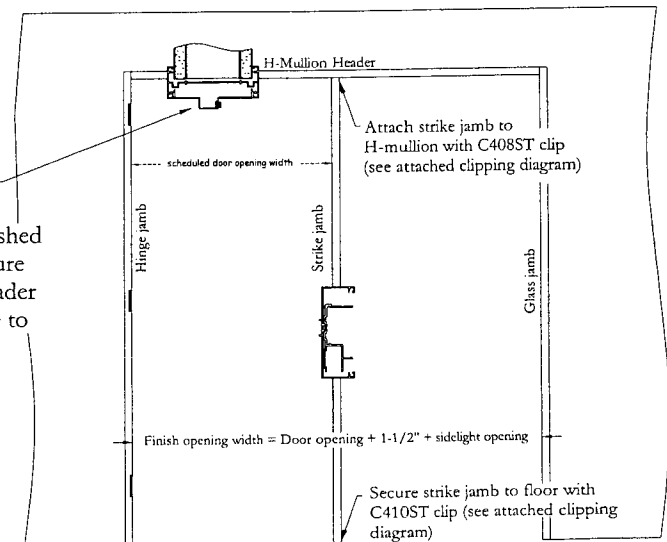 H-Mullion Header
Attach strike jamb to
H-mullion with C408ST clip
(see attached clipping diagram)
scheduled door opening width
shed
ure
ader
to
Hinge jamb
Strike jamb
Glass jamb
Finish opening width = Door opening + 1-1/2" + sidelight opening
Secure strike jamb to floor with
C410ST clip (see attached clipping
diagram)